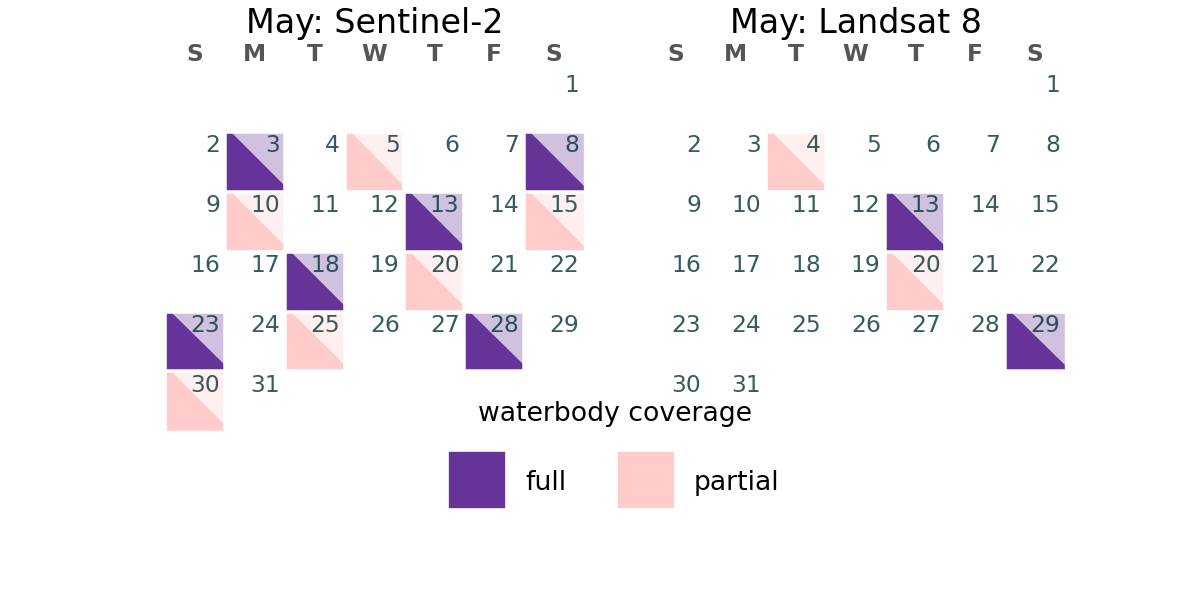 May: Sentinel-2
S M T W T F S
1
2 3 4 5 6 7 8
9 10 11 12 13 14 15
16 17 18 19 20 21 22
23 24 25 26 27 28 29
30 31
May: Landsat 8
S M T W T F S
1
2 3 4 5 6 7 8
9 10 11 12 13 14 15
16 17 18 19 20 21 22
23 24 25 26 27 28 29
30 31
waterbody coverage
full partial